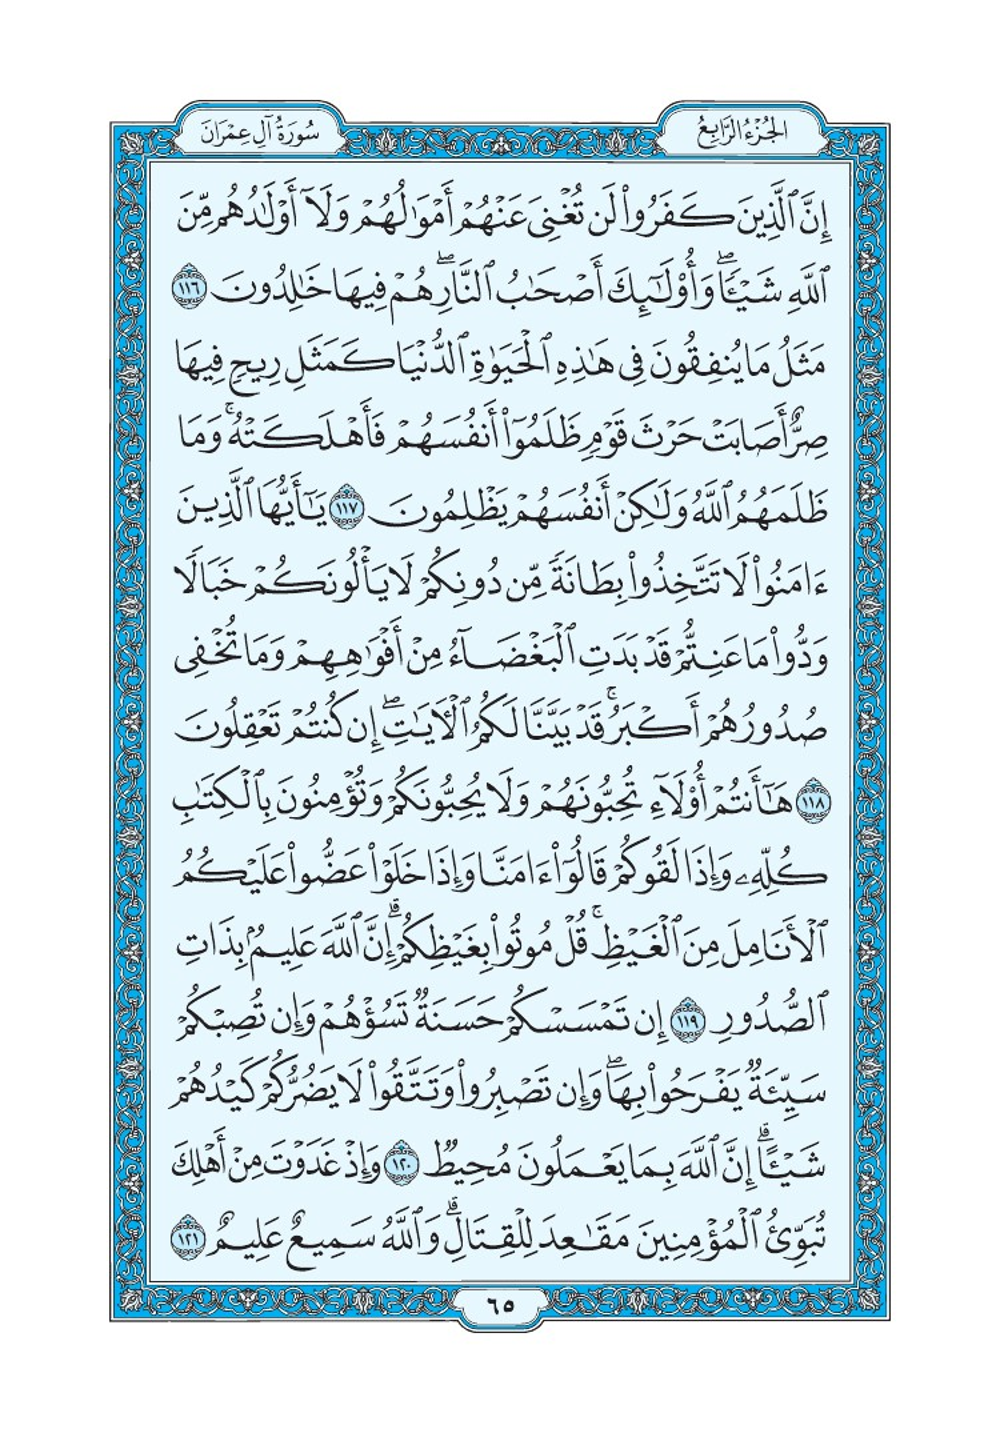 الجُزْءُ الرَّابِعُ
سُورَةُ آلِ عِمْرَانَ
إِنَّ ٱلَّذِينَ كَفَرُواْ لَن تُغْنِيَ عَنْهُمْ أَمْوَٰلُهُمْ وَلَآ أَوْلَٰدُهُم مِّنَ
ٱللَّهِ شَيْـًٔاۖ وَأُوْلَٰٓئِكَ أَصْحَٰبُ ٱلنَّارِۖ هُمْ فِيهَا خَٰلِدُونَ ١١٦
مَثَلُ مَا يُنفِقُونَ فِي هَٰذِهِ ٱلْحَيَوٰةِ ٱلدُّنْيَا كَمَثَلِ رِيحٍ فِيهَا
صِرٌّ أَصَابَتْ حَرْثَ قَوْمٍ ظَلَمُوٓاْ أَنفُسَهُمْ فَأَهْلَكَتْهُۚ وَمَا
ظَلَمَهُمُ ٱللَّهُ وَلَٰكِنْ أَنفُسَهُمْ يَظْلِمُونَ ١١٧ يَٰٓأَيُّهَا ٱلَّذِينَ
ءَامَنُواْ لَا تَتَّخِذُواْ بِطَانَةً مِّن دُونِكُمْ لَا يَأْلُونَكُمْ خَبَالًا
وَدُّواْ مَا عَنِتُّمْ قَدْ بَدَتِ ٱلْبَغْضَآءُ مِنْ أَفْوَٰهِهِمْ وَمَا تُخْفِي
صُدُورُهُمْ أَكْبَرُۚ قَدْ بَيَّنَّا لَكُمُ ٱلْأٓيَٰتِۖ إِن كُنتُمْ تَعْقِلُونَ
١١٨ هَٰٓأَنتُمْ أُوْلَآءِ تُحِبُّونَهُمْ وَلَا يُحِبُّونَكُمْ وَتُؤْمِنُونَ بِٱلْكِتَٰبِ
كُلِّهِۦ وَإِذَا لَقُوكُمْ قَالُوٓاْ ءَامَنَّا وَإِذَا خَلَوْاْ عَضُّواْ عَلَيْكُمُ
ٱلْأَنَامِلَ مِنَ ٱلْغَيْظِۚ قُلْ مُوتُواْ بِغَيْظِكُمْۗ إِنَّ ٱللَّهَ عَلِيمُۢ بِذَاتِ
ٱلصُّدُورِ ١١٩ إِن تَمْسَسْكُمْ حَسَنَةٌ تَسُؤْهُمْ وَإِن تُصِبْكُمْ
سَيِّئَةٌ يَفْرَحُواْ بِهَاۖ وَإِن تَصْبِرُواْ وَتَتَّقُواْ لَا يَضُرُّكُمْ كَيْدُهُمْ
شَيْـًٔاۗ إِنَّ ٱللَّهَ بِمَا يَعْمَلُونَ مُحِيطٌ ١٢٠ وَإِذْ غَدَوْتَ مِنْ أَهْلِكَ
تُبَوِّئُ ٱلْمُؤْمِنِينَ مَقَٰعِدَ لِلْقِتَالِۗ وَٱللَّهُ سَمِيعٌ عَلِيمٌ ١٢١
٦٥